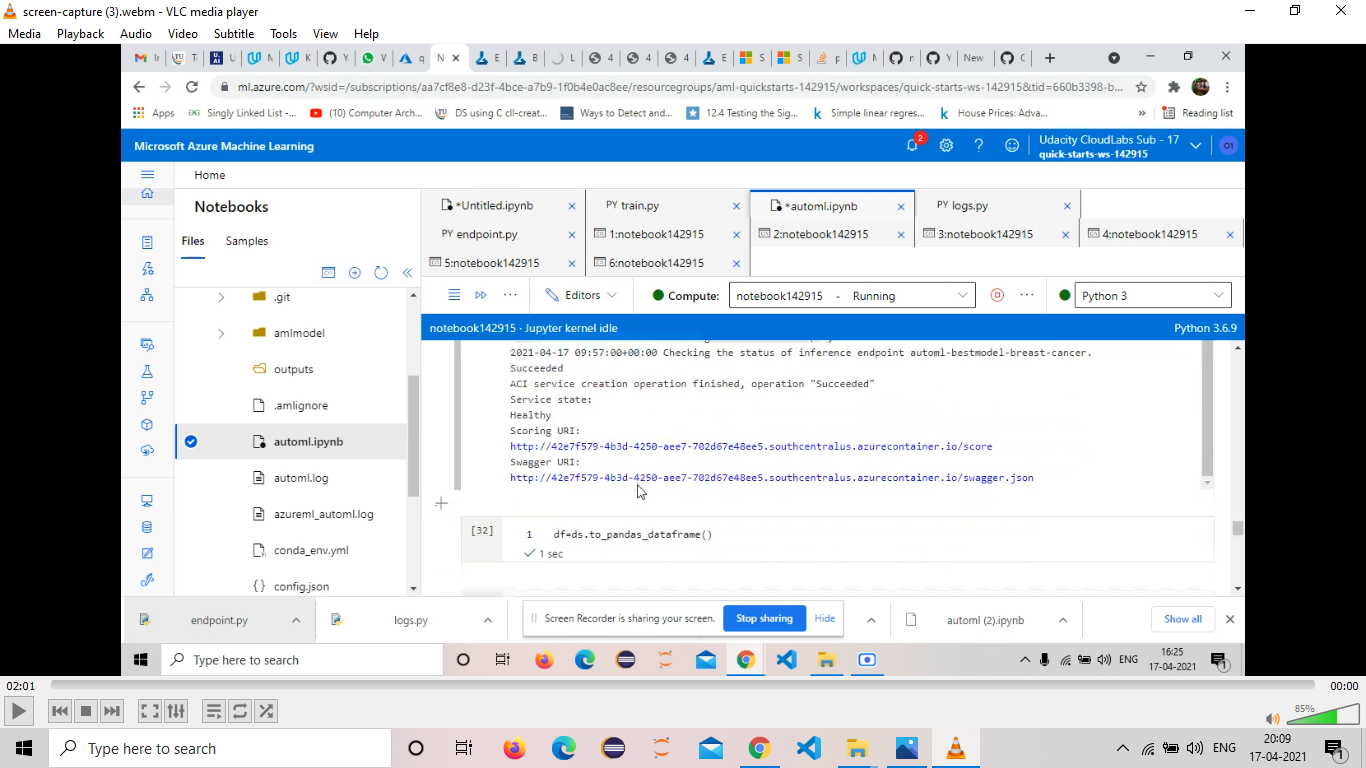 screen-capture (3).webm - VLC media player
Media Playback Audio Video Subtitle Tools View Help
ml.azure.com/?wsid=/subscriptions/aa7cf8e8-d23f-4bce-a7b9-1f0b4e0ac8ee/resourcegroups/aml-quickstarts-142915/workspaces/quick-starts-ws-142915&tid=660b3398-b...
Apps Singly Linked List -... (10) Computer Arch... DS using C cll-creat... Ways to Detect and... 12.4 Testing the Sig... Simple linear regres... House Prices: Adva... » Reading list
Microsoft Azure Machine Learning
2
Udacity CloudLabs Sub - 17
quick-starts-ws-142915
Home
Notebooks
Files Samples
.git
amlmodel
outputs
.amlignore
automl.ipynb
automl.log
azureml_automl.log
conda_env.yml
config.json
*Untitled.ipynb train.py *automl.ipynb logs.py
endpoint.py 1:notebook142915 2:notebook142915 3:notebook142915 4:notebook142915
5:notebook142915 6:notebook142915
Editors Compute: notebook142915 - Running Python 3
notebook142915 · Jupyter kernel idle Python 3.6.9
2021-04-17 09:57:00+00:00 Checking the status of inference endpoint automl-bestmodel-breast-cancer.
Succeeded
ACI service creation operation finished, operation "Succeeded"
Service state:
Healthy
Scoring URI:
http://42e7f579-4b3d-4250-aee7-702d67e48ee5.southcentralus.azurecontainer.io/score
Swagger URI:
http://42e7f579-4b3d-4250-aee7-702d67e48ee5.southcentralus.azurecontainer.io/swagger.json
[32] 1 df=ds.to_pandas_dataframe()
1 sec
endpoint.py logs.py Screen Recorder is sharing your screen. Stop sharing Hide automl (2).ipynb Show all
Type here to search ENG 16:25
17-04-2021
02:01 00:00
85%
Type here to search ENG 20:09
17-04-2021